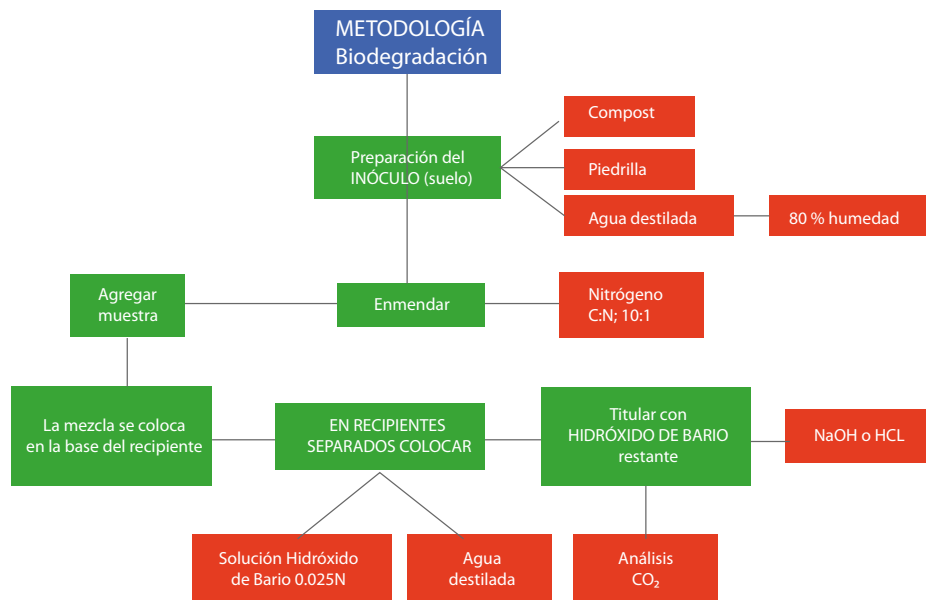 METODOLOGÍA
Biodegradación
Compost
Preparación del
INÓCULO (suelo)
Piedrilla
Agua destilada
80 % humedad
Agregar
muestra
Enmendar
Nitrógeno
C:N; 10:1
La mezcla se coloca
en la base del recipiente
EN RECIPIENTES
SEPARADOS COLOCAR
Titular con
HIDRÓXIDO DE BARIO
restante
NaOH o HCL
Solución Hidróxido
de Bario 0.025N
Agua
destilada
Análisis
CO₂